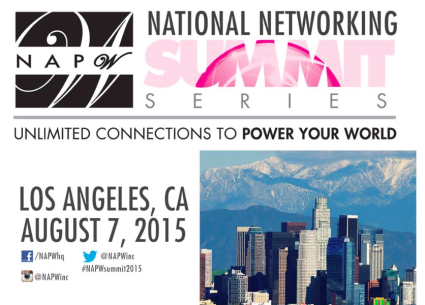 NAPW
NATIONAL NETWORKING
SUMMIT
SERIES
UNLIMITED CONNECTIONS TO POWER YOUR WORLD
LOS ANGELES, CA
AUGUST 7, 2015
/NAPWhq @NAPWinc
#NAPWsummit2015
@NAPWinc